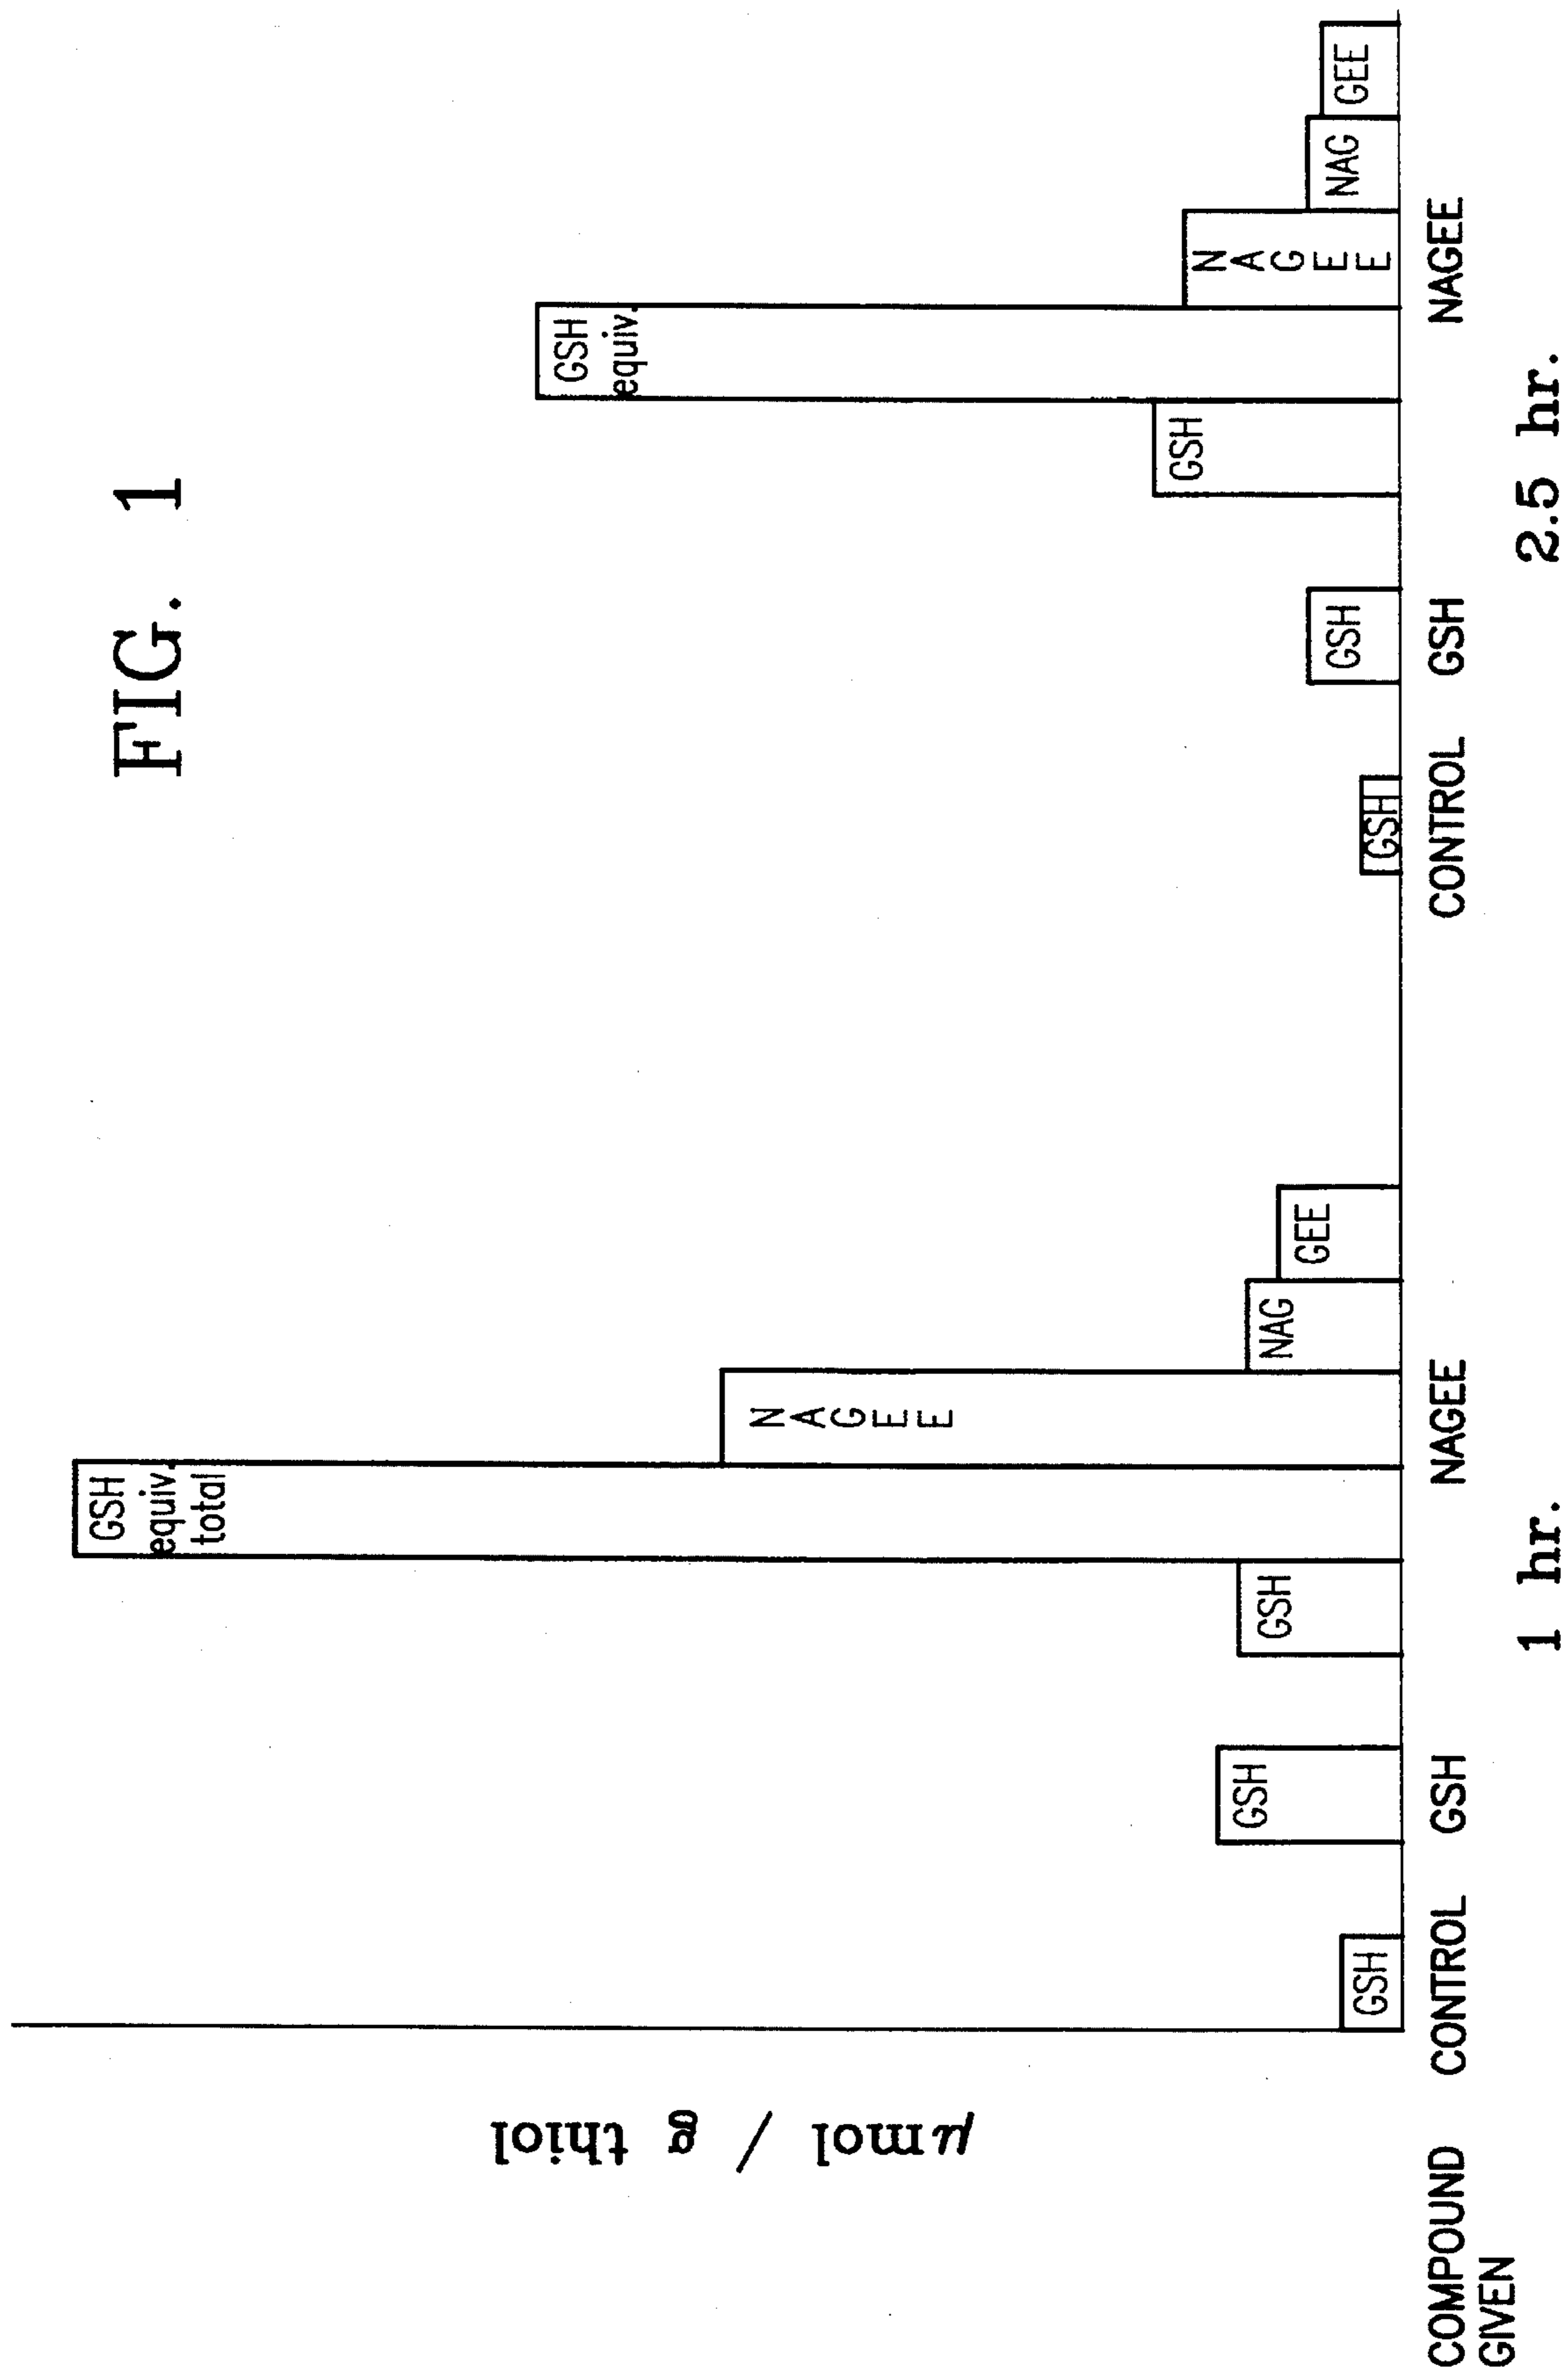 FIG. 1
μmol / g thiol
GSH
GSH
GSH
GSH
equiv.
total
NAGEE
NAG
GEE
GSH
GSH
GSH
GSH
equiv.
NAGEE
NAG
GEE
COMPOUND GIVEN
CONTROL GSH NAGEE CONTROL GSH NAGEE
1 hr. 2.5 hr.